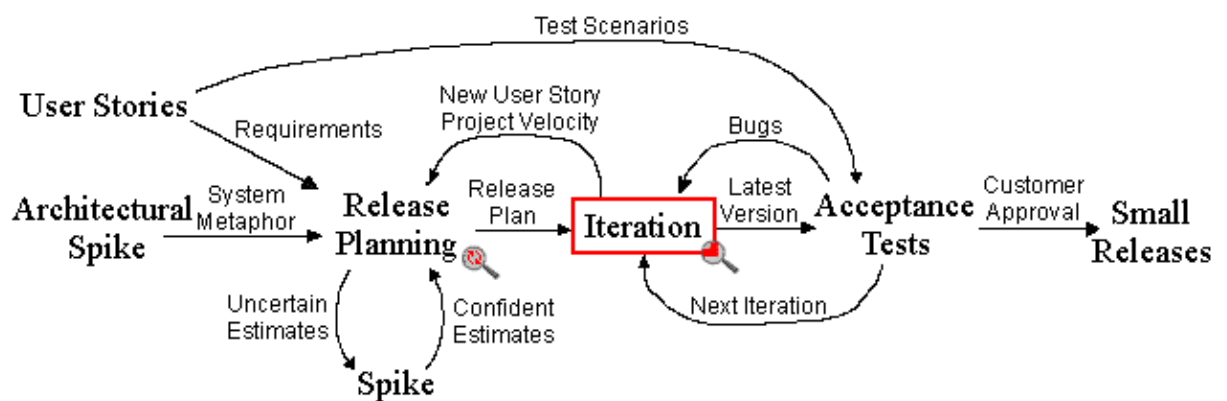 Test Scenarios
User Stories
New User Story
Project Velocity
Bugs
Requirements
Architectural
Spike
System
Metaphor
Release
Planning
Release
Plan
Iteration
Latest
Version
Acceptance
Tests
Customer
Approval
Small
Releases
Uncertain
Estimates
Confident
Estimates
Next Iteration
Spike